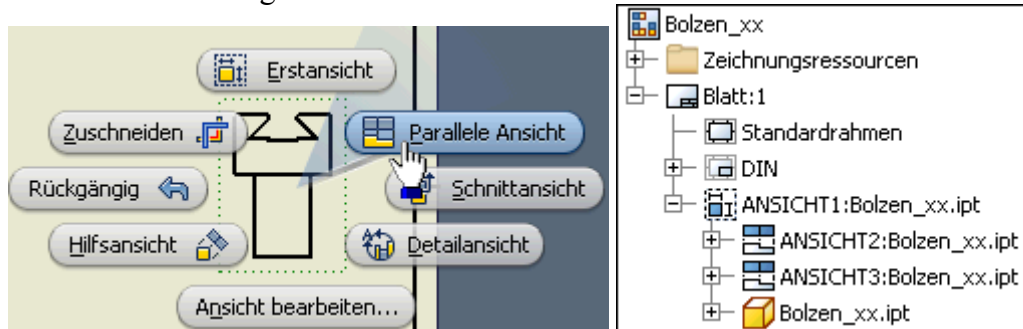 Erstansicht
Zuschneiden
Parallele Ansicht
Rückgängig
Schnittansicht
Hilfsansicht
Detailansicht
Ansicht bearbeiten...
Bolzen_xx
Zeichnungsressourcen
Blatt:1
Standardrahmen
DIN
ANSICHT1:Bolzen_xx.ipt
ANSICHT2:Bolzen_xx.ipt
ANSICHT3:Bolzen_xx.ipt
Bolzen_xx.ipt